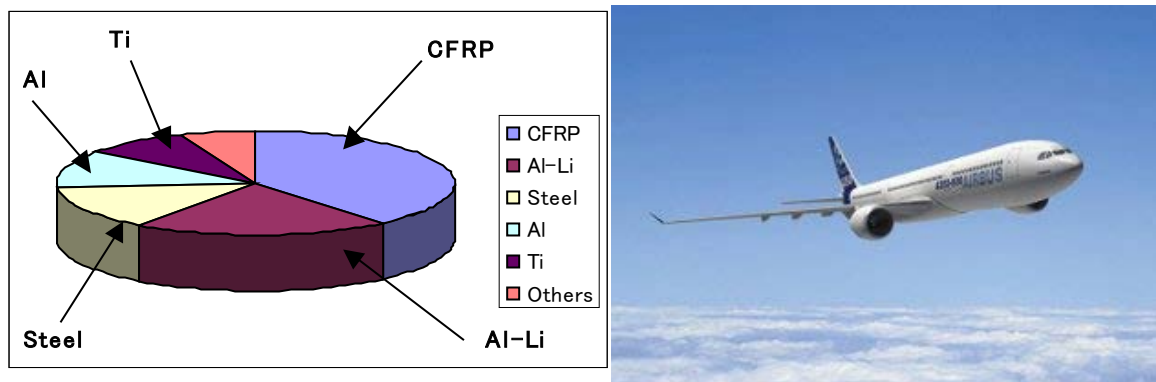 Ti
CFRP
Al
CFRP
Al-Li
Steel
Al
Ti
Others
Steel
Al-Li
AIRBUS